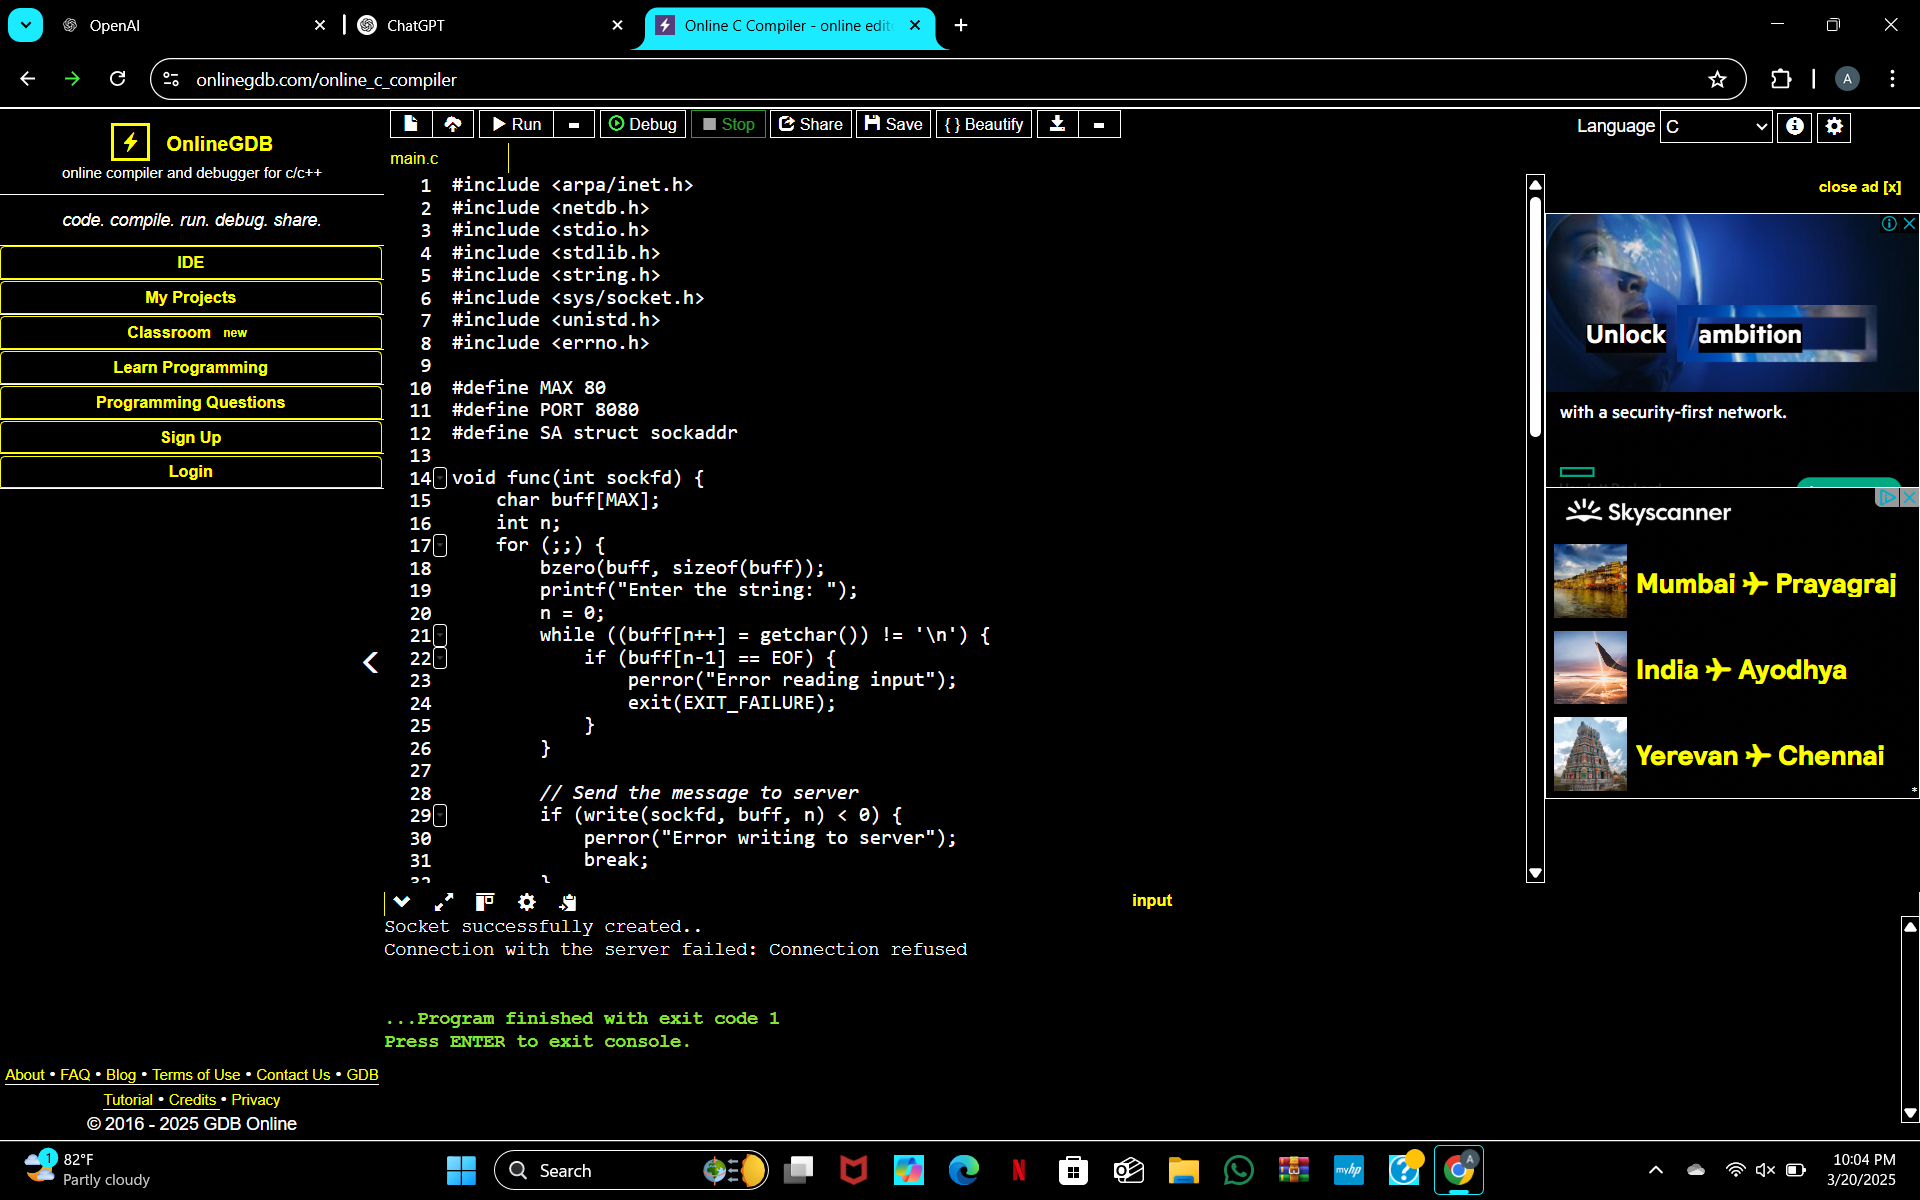 OpenAI
ChatGPT
Online C Compiler - online edit
onlinegdb.com/online_c_compiler
A
OnlineGDB
online compiler and debugger for c/c++
code. compile. run. debug. share.
IDE
My Projects
Classroom new
Learn Programming
Programming Questions
Sign Up
Login
Run
Debug
Stop
Share
Save
{ } Beautify
Language C
main.c
1 #include <arpa/inet.h>
2 #include <netdb.h>
3 #include <stdio.h>
4 #include <stdlib.h>
5 #include <string.h>
6 #include <sys/socket.h>
7 #include <unistd.h>
8 #include <errno.h>
9
10 #define MAX 80
11 #define PORT 8080
12 #define SA struct sockaddr
13
14 void func(int sockfd) {
15 char buff[MAX];
16 int n;
17 for (;;) {
18 bzero(buff, sizeof(buff));
19 printf("Enter the string: ");
20 n = 0;
21 while ((buff[n++] = getchar()) != '\n') {
22 if (buff[n-1] == EOF) {
23 perror("Error reading input");
24 exit(EXIT_FAILURE);
25 }
26 }
27
28 // Send the message to server
29 if (write(sockfd, buff, n) < 0) {
30 perror("Error writing to server");
31 break;
32 }
close ad [x]
Unlock ambition
with a security-first network.
Skyscanner
Mumbai ✈ Prayagraj
India ✈ Ayodhya
Yerevan ✈ Chennai
*
input
Socket successfully created..
Connection with the server failed: Connection refused
...Program finished with exit code 1
Press ENTER to exit console.
About • FAQ • Blog • Terms of Use • Contact Us • GDB
Tutorial • Credits • Privacy
© 2016 - 2025 GDB Online
1
82°F
Partly cloudy
Search
N
myhp
?
A
10:04 PM
3/20/2025